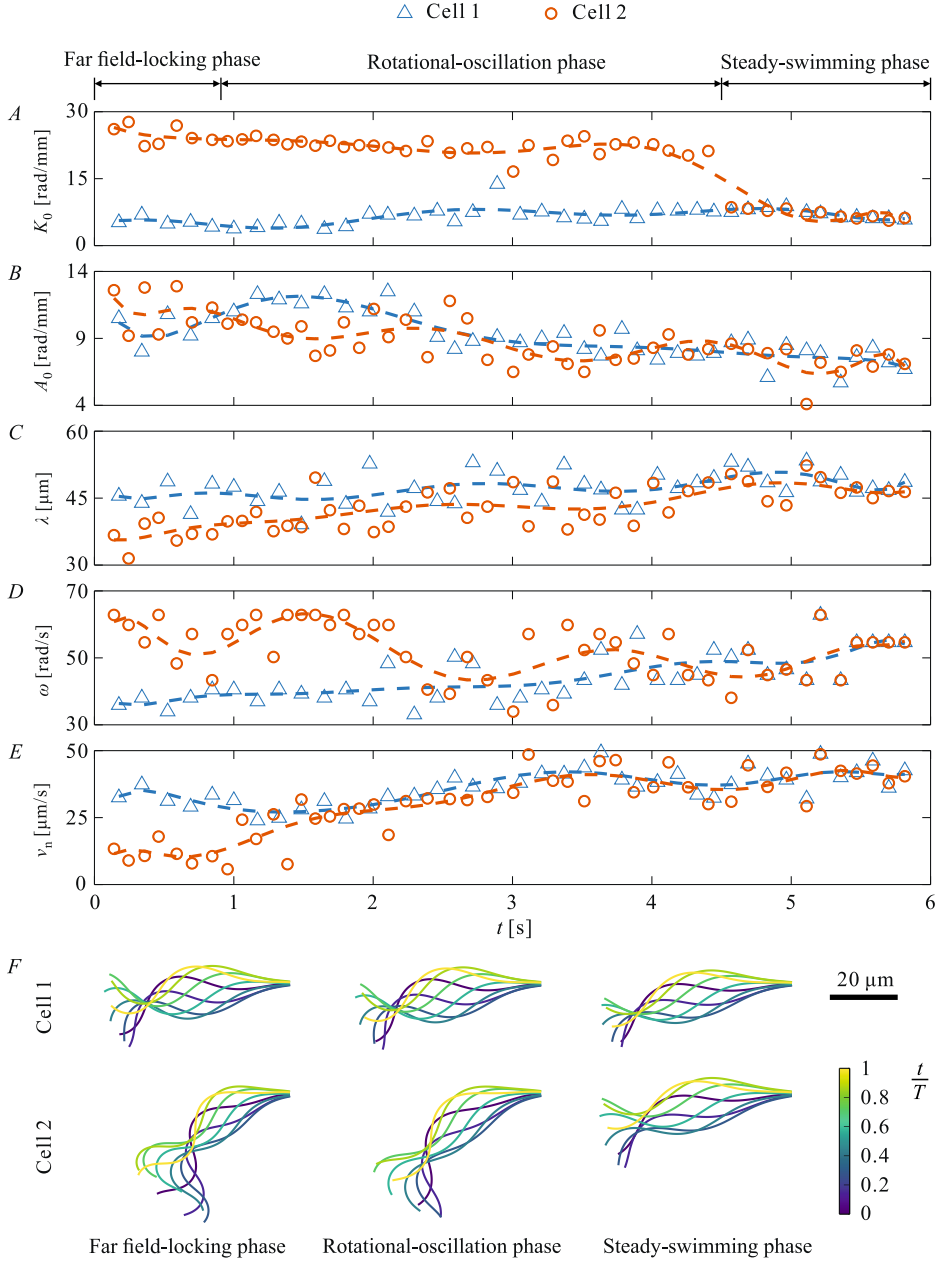 Cell 1 Cell 2
Far field-locking phase Rotational-oscillation phase Steady-swimming phase
A
30
15
0
K0 [rad/mm]
B
14
9
4
A0 [rad/mm]
C
60
45
30
λ [μm]
D
70
50
30
ω [rad/s]
E
50
25
0
vn [μm/s]
0 1 2 3 4 5 6
t [s]
F
Cell 1
20 μm
Cell 2
1
0.8
0.6
0.4
0.2
0
t/T
Far field-locking phase Rotational-oscillation phase Steady-swimming phase